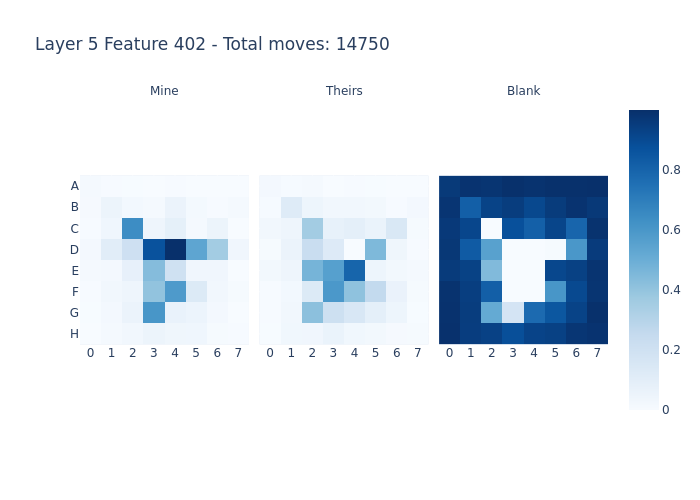 Layer 5 Feature 402 - Total moves: 14750
Mine Theirs Blank
A
B
C 0.8
D
E 0.6
F
G 0.4
H
0 1 2 3 4 5 6 7 0 1 2 3 4 5 6 7 0 1 2 3 4 5 6 7 0.2
0